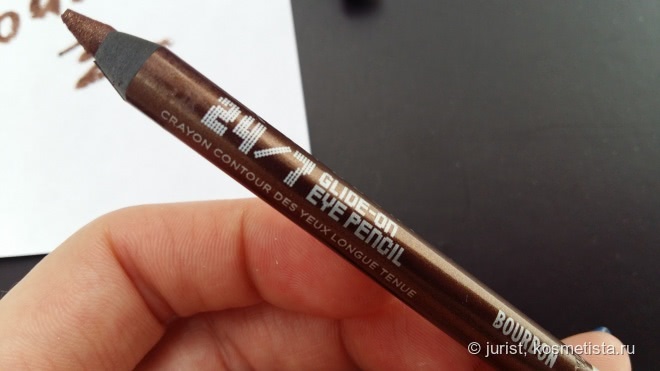 24/7
GLIDE-ON
EYE PENCIL
CRAYON CONTOUR DES YEUX LONGUE TENUE
BOURBON
© jurist, kosmetista.ru